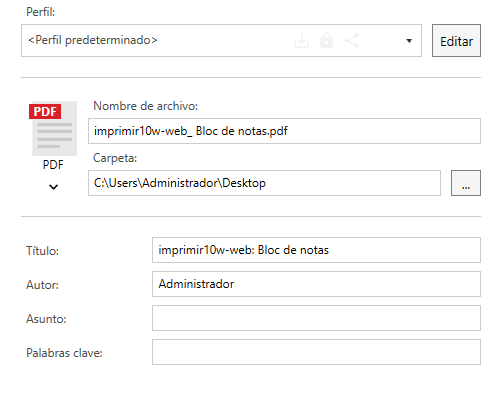 Perfil:
<Perfil predeterminado>
Editar
PDF
Nombre de archivo:
imprimir10w-web_ Bloc de notas.pdf
PDF
Carpeta:
C:\Users\Administrador\Desktop
...
Título:
imprimir10w-web: Bloc de notas
Autor:
Administrador
Asunto:
Palabras clave: